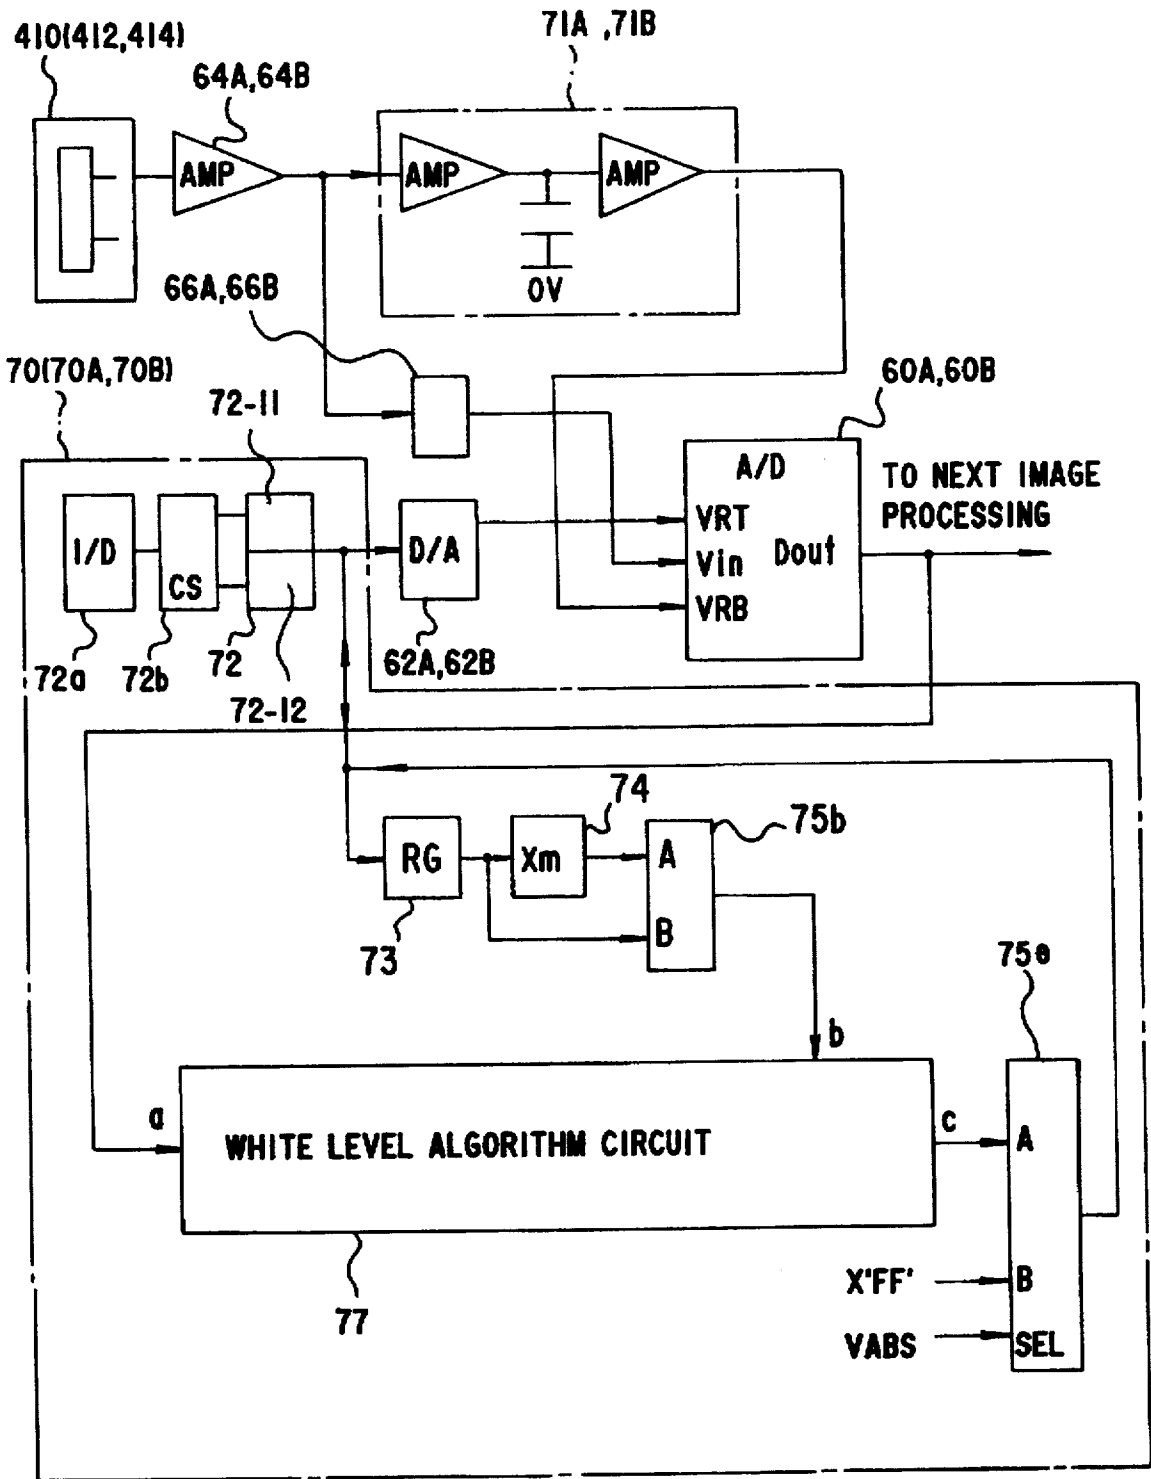 410(412,414)
71A ,71B
64A,64B
AMP
AMP
AMP
0V
66A,66B
70(70A,70B)
72-11
60A,60B
A/D
TO NEXT IMAGE
PROCESSING
VRT
Vin
Dout
VRB
I/D
CS
D/A
72a
72b
72
62A,62B
72-12
74
75b
RG
Xm
A
B
73
75e
b
a
WHITE LEVEL ALGORITHM CIRCUIT
c
A
X'FF'
B
VABS
SEL
77